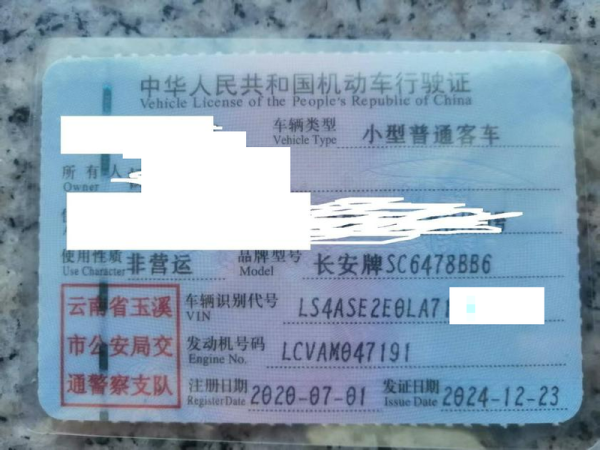 中华人民共和国机动车行驶证
Vehicle License of the People's Republic of China
车辆类型 小型普通客车
Vehicle Type
所有人
Owner
使用性质 非营运 品牌型号 长安牌SC6478BB6
Use Character Model
云南省玉溪 车辆识别代号 LS4ASE2E0LA71
VIN
市公安局交 发动机号码 LCVAM047191
Engine No.
通警察支队 注册日期 2020-07-01 发证日期 2024-12-23
Register Date Issue Date